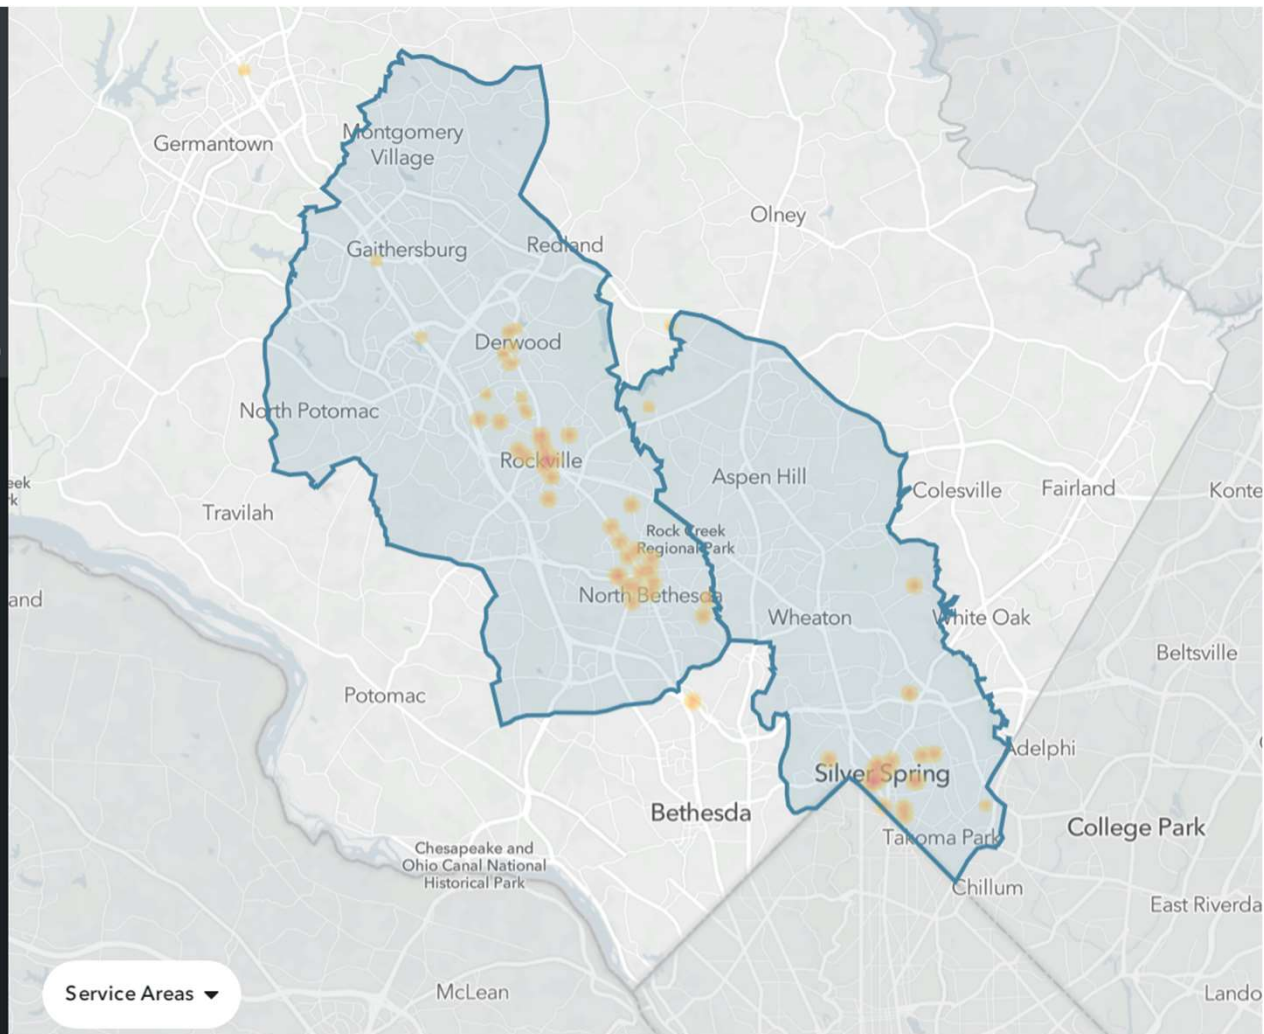 Germantown
Montgomery
Village
Olney
Gaithersburg
Redland
Derwood
North Potomac
Rockville
Aspen Hill
eek
k
Travilah
Colesville
Fairland
Konte
Rock Creek
Regional Park
and
North Bethesda
Wheaton
White Oak
Beltsville
Potomac
Adelphi
Silver Spring
Bethesda
College Park
Takoma Park
Chesapeake and
Ohio Canal National
Historical Park
Chillum
East Riverda
McLean
Lando
Service Areas